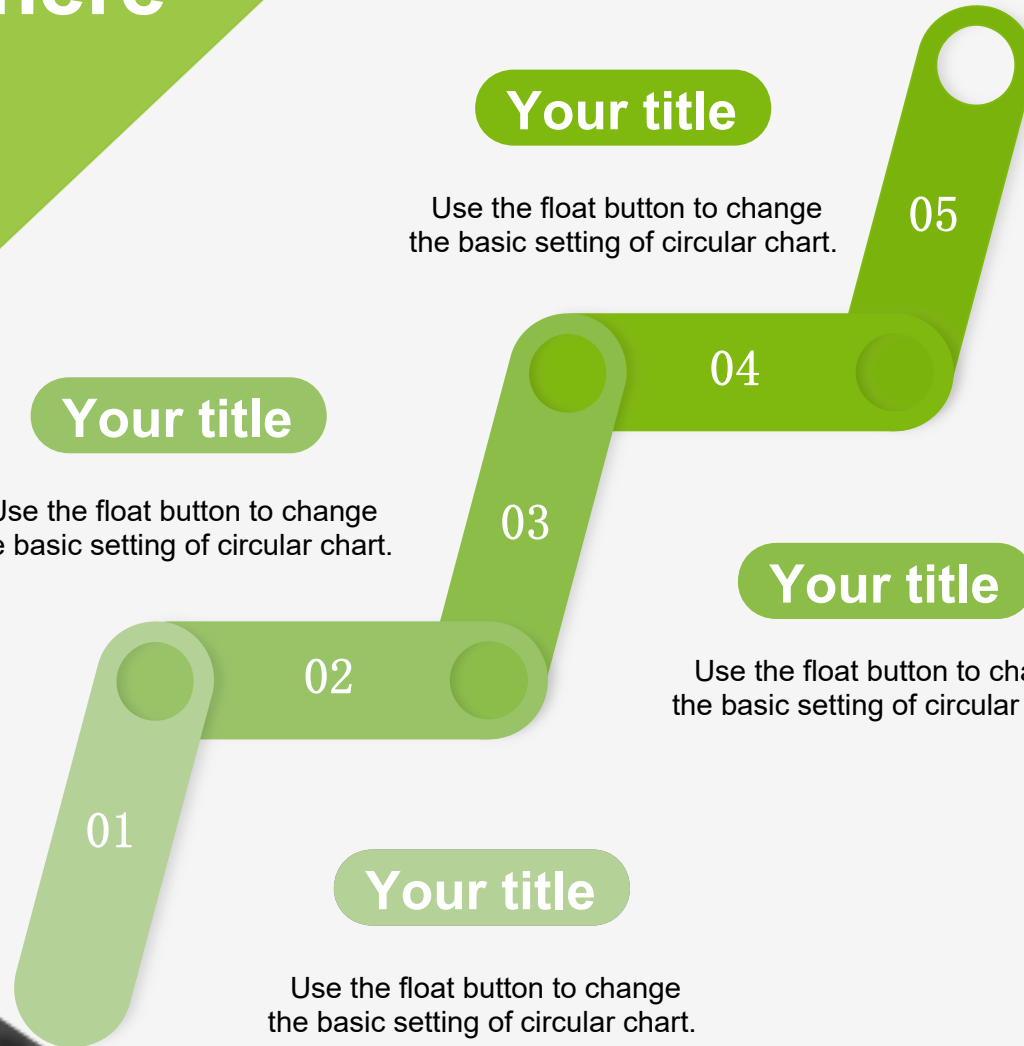 here
Your title
Use the float button to change
the basic setting of circular chart.
05
04
Your title
Use the float button to change
basic setting of circular chart.
03
Your title
Use the float button to
the basic setting of circular
02
01
Your title
Use the float button to change
the basic setting of circular chart.